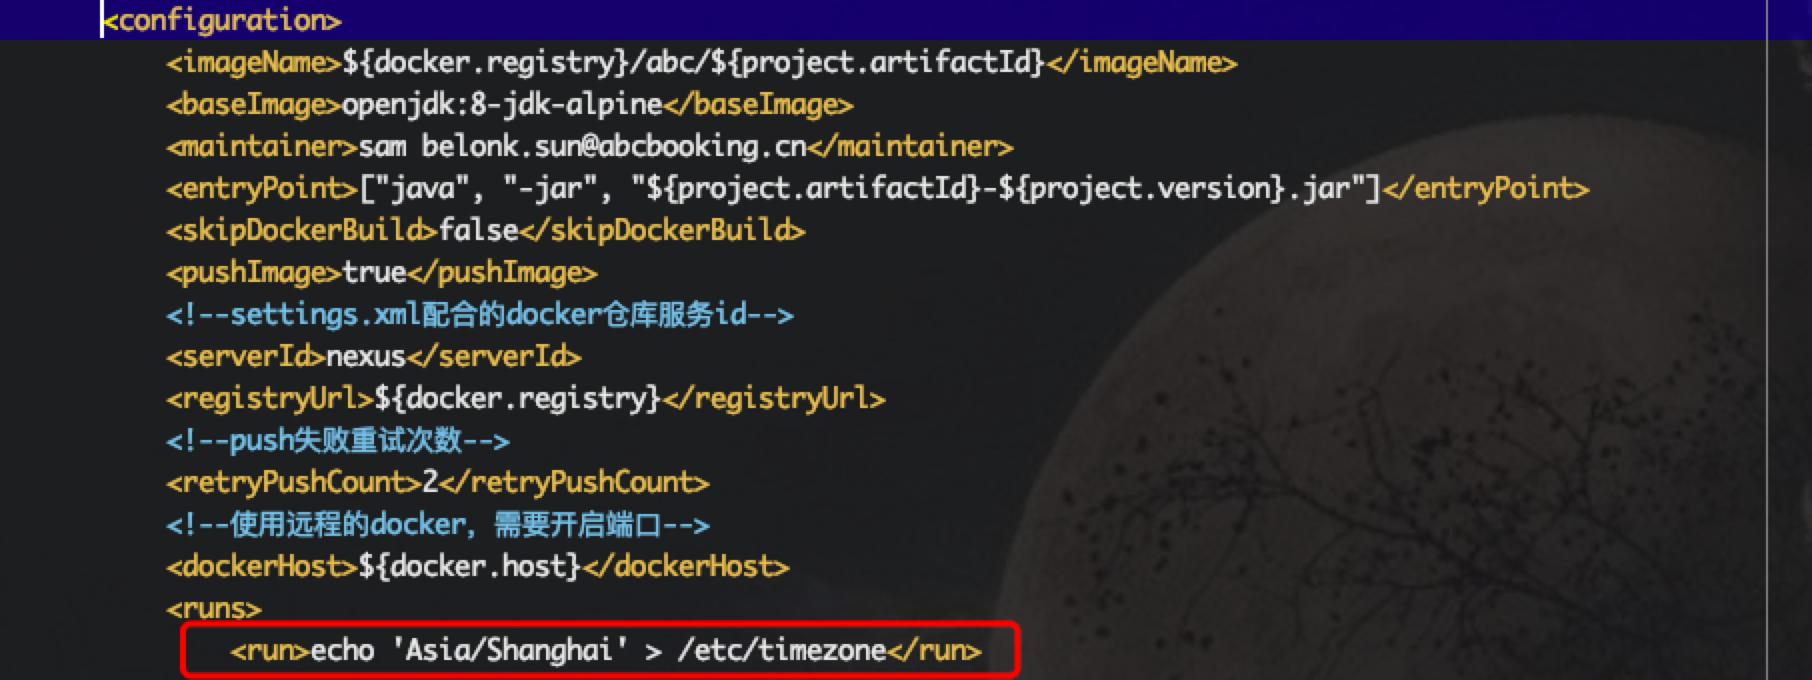 <configuration>
<imageName>${docker.registry}/abc/${project.artifactId}</imageName>
<baseImage>openjdk:8-jdk-alpine</baseImage>
<maintainer>sam belonk.sun@abcbooking.cn</maintainer>
<entryPoint>["java", "-jar", "${project.artifactId}-${project.version}.jar"]</entryPoint>
<skipDockerBuild>false</skipDockerBuild>
<pushImage>true</pushImage>
<!--settings.xml配合的docker仓库服务id-->
<serverId>nexus</serverId>
<registryUrl>${docker.registry}</registryUrl>
<!--push失败重试次数-->
<retryPushCount>2</retryPushCount>
<!--使用远程的docker，需要开启端口-->
<dockerHost>${docker.host}</dockerHost>
<runs>
<run>echo 'Asia/Shanghai' > /etc/timezone</run>